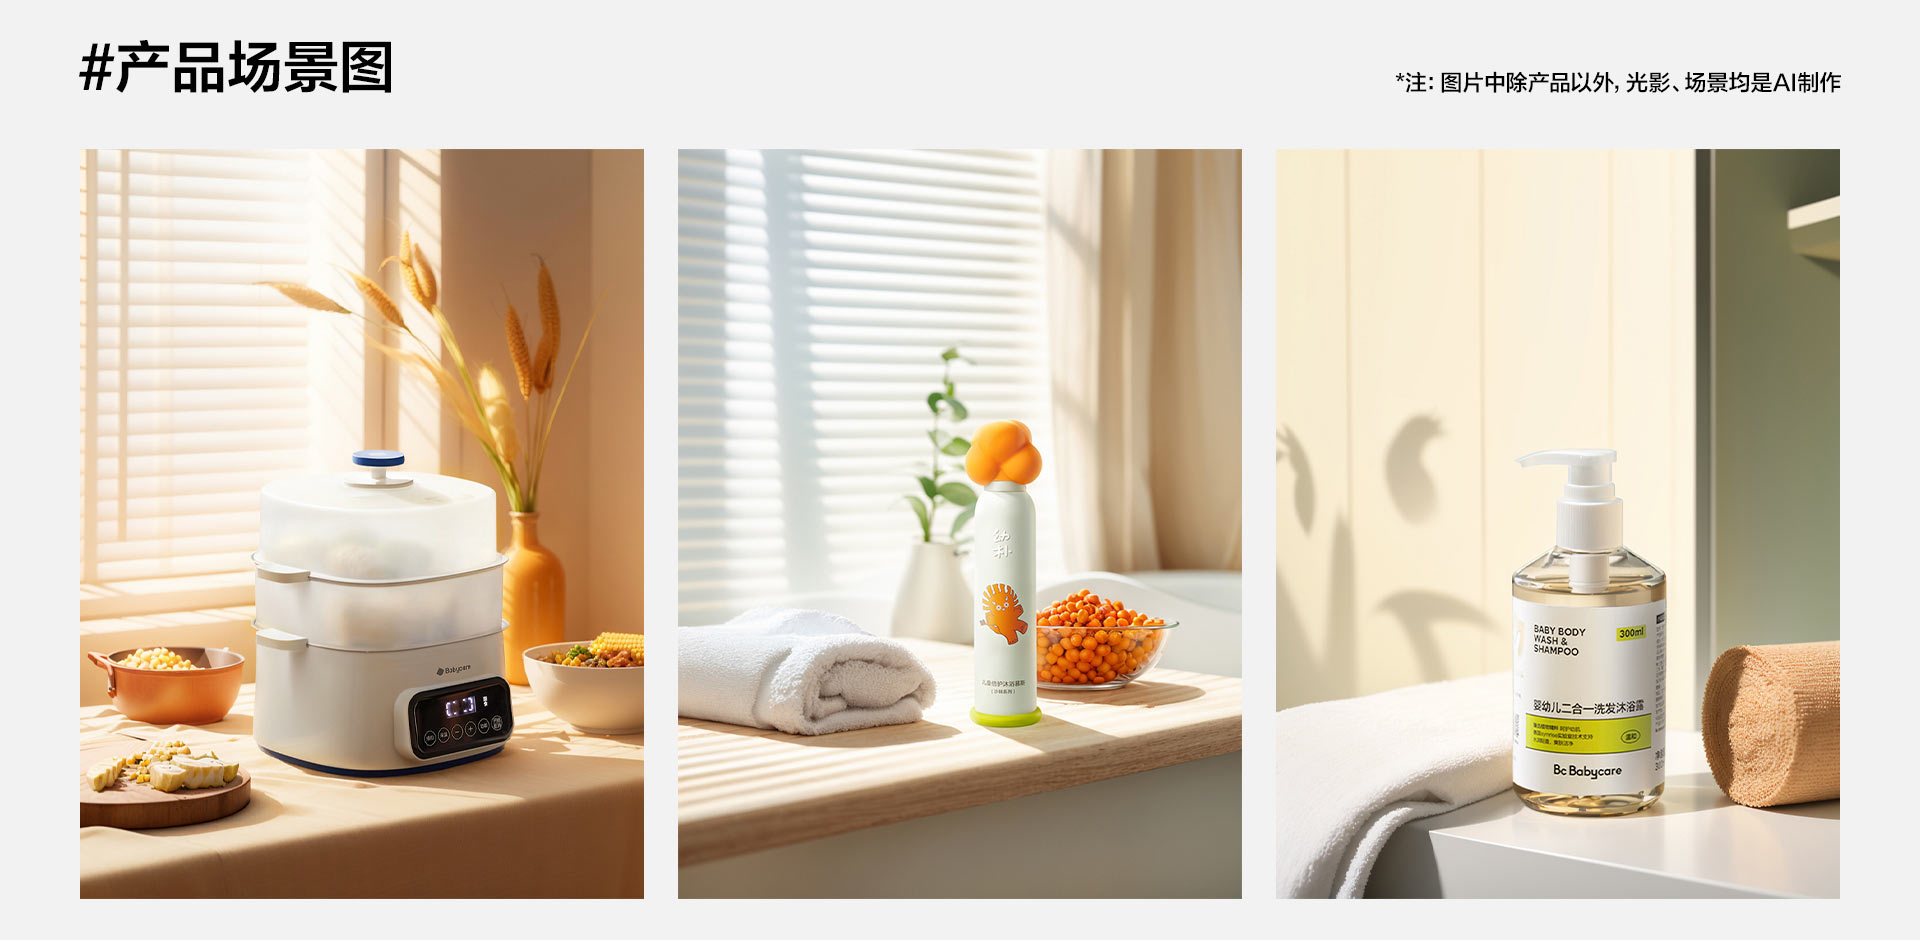 #产品场景图
*注: 图片中除产品以外, 光影、场景均是AI制作
Babycare
幼
朴
儿童倍护沐浴慕斯
BABY BODY
WASH &
SHAMPOO
300ml
婴幼儿二合一洗发沐浴露
温和
Bc Babycare